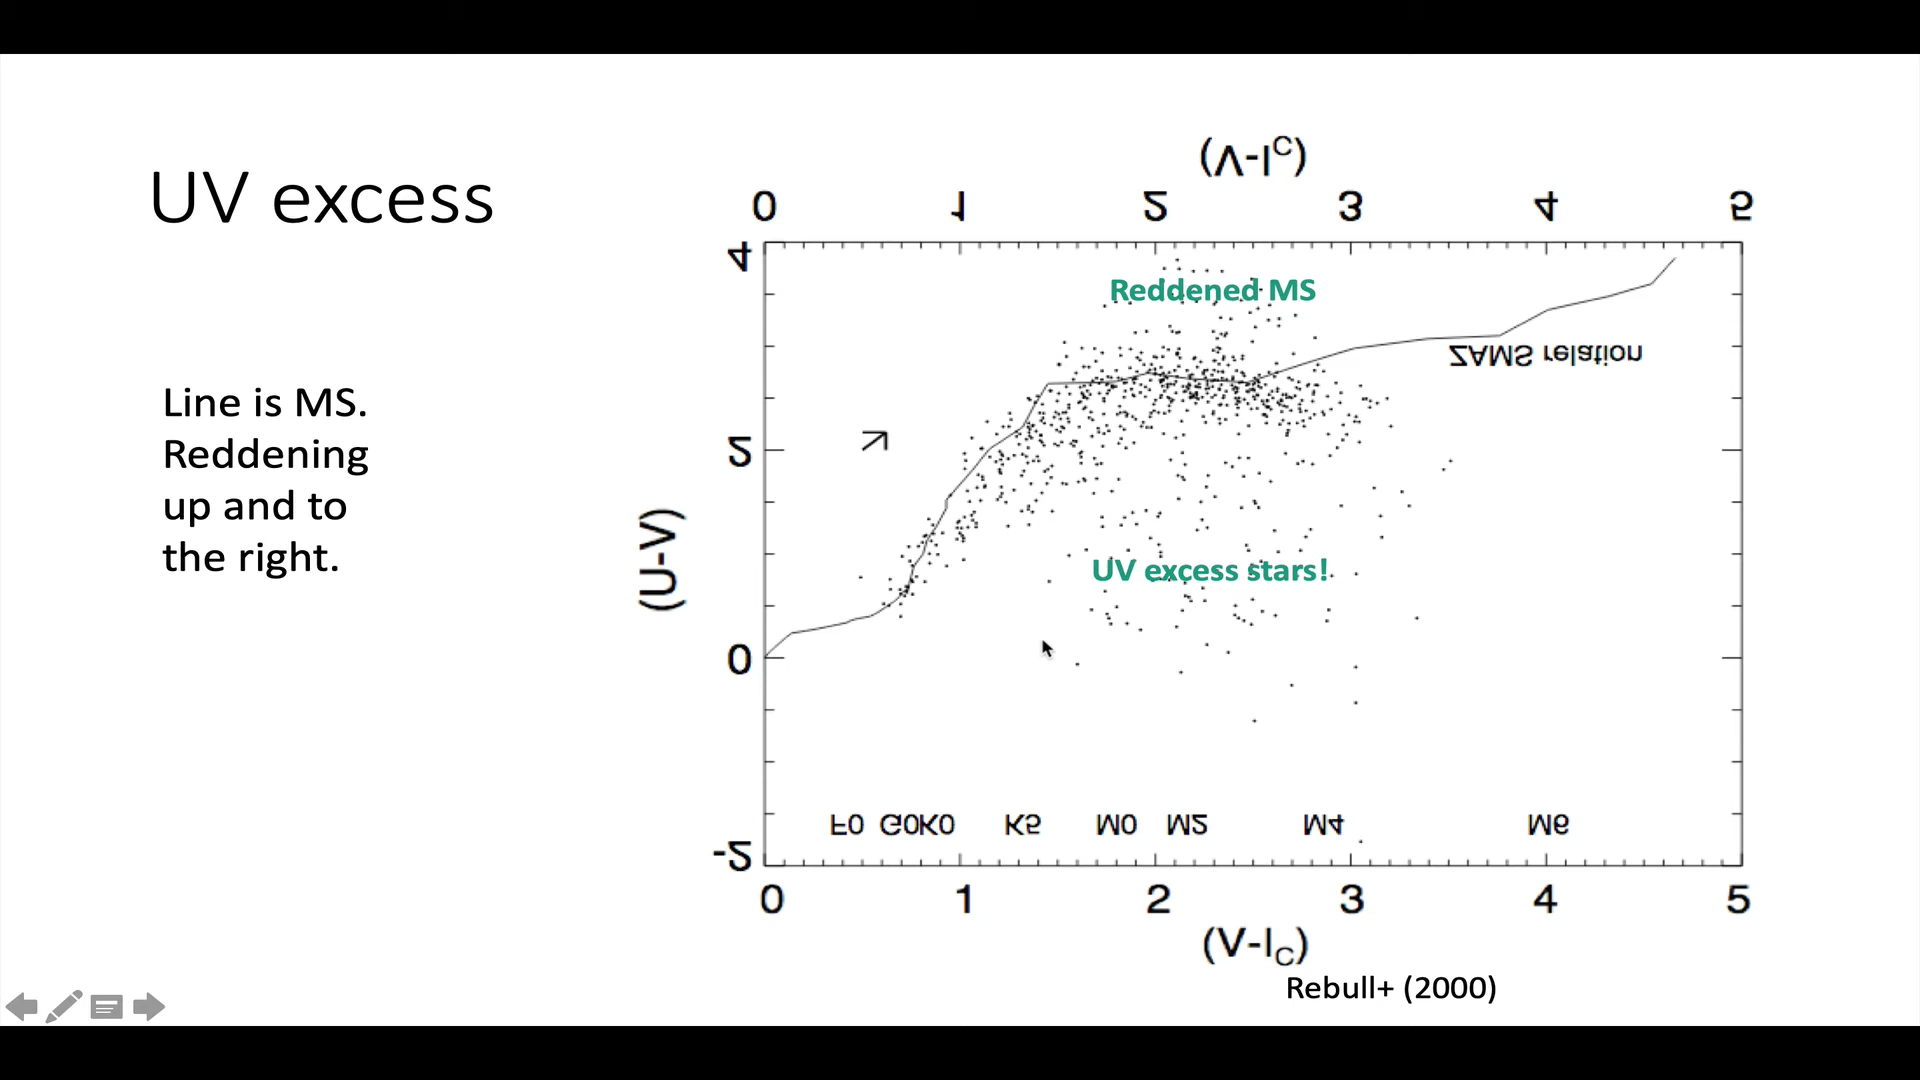 UV excess
Line is MS.
Reddening
up and to
the right.
(V-IC)
0 1 2 3 4 5
4
2
0
-2
(U-V)
Reddened MS
ZAMS relation
UV excess stars!
F0 G0K0 K5 M0 M2 M4 M6
0 1 2 3 4 5
(V-IC)
Rebull+ (2000)